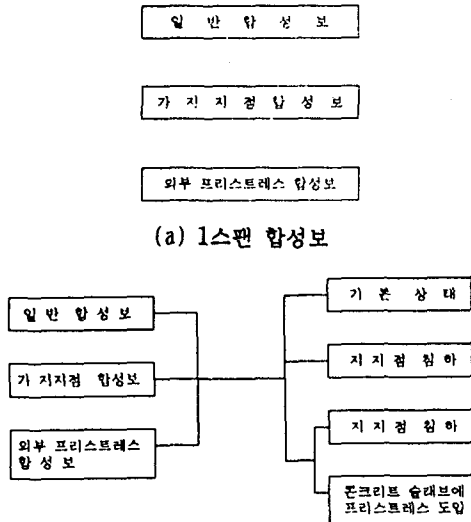 일 반 합 성 보
가 지 지 점 합 성 보
외부 프리스트레스 합성보
(a) 1스팬 합성보
일 반 합 성 보
가 지지점 합성보
외부 프리스트레스
합 성 보
기 본 상 태
지 지 점 침 하
지 지 점 침 하
콘크리트 슬래브에
프리스트레스 도입